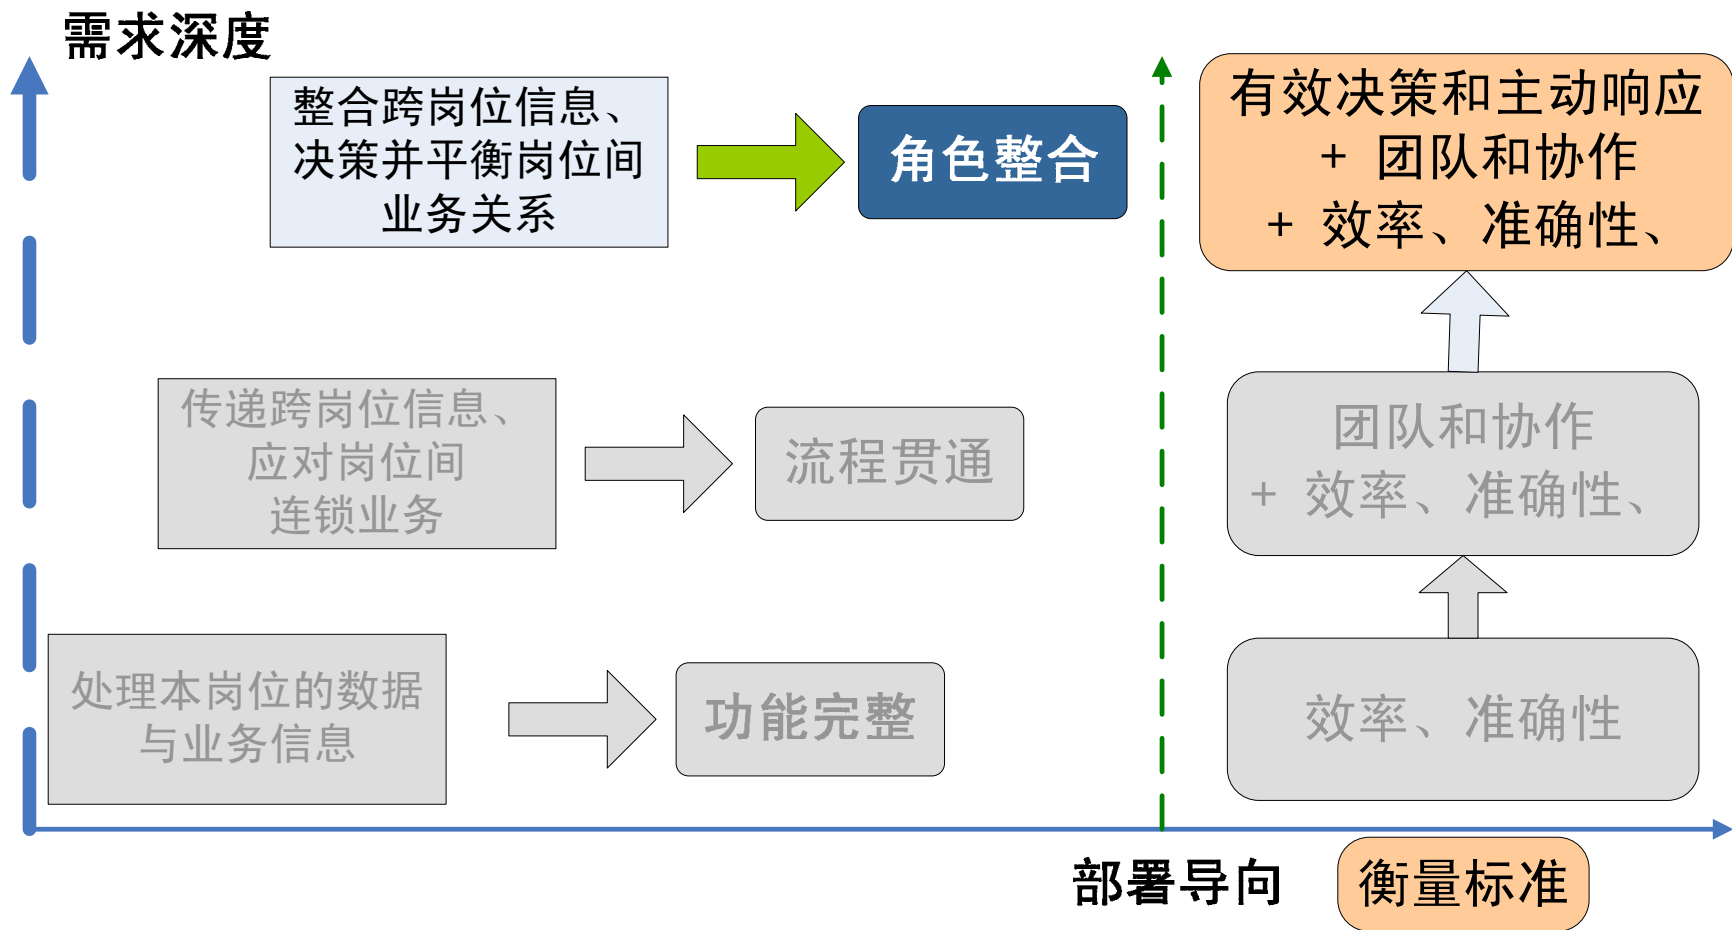 需求深度
整合跨岗位信息、
决策并平衡岗位间
业务关系
角色整合
有效决策和主动响应
+ 团队和协作
+ 效率、准确性、
传递跨岗位信息、
应对岗位间
连锁业务
流程贯通
团队和协作
+ 效率、准确性、
处理本岗位的数据
与业务信息
功能完整
效率、准确性
部署导向
衡量标准